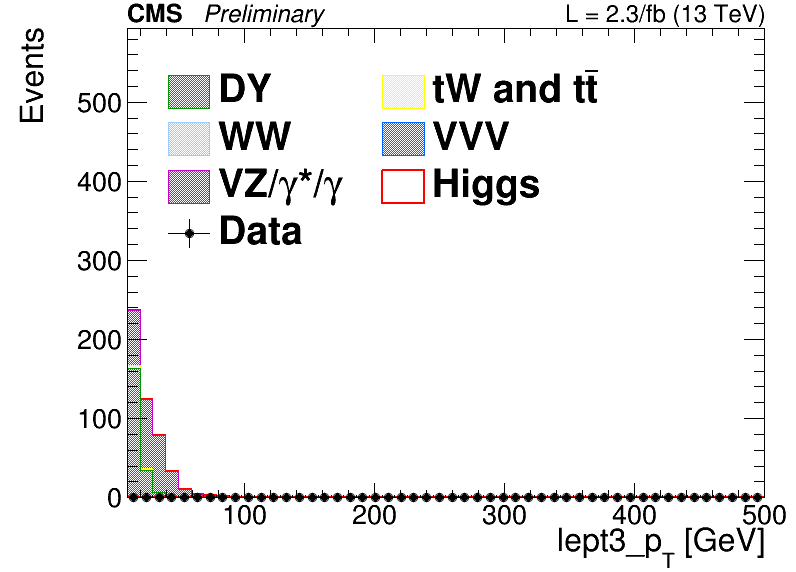 CMS Preliminary L = 2.3/fb (13 TeV)
Events
DY tW and tt̄
WW VVV
VZ/γ*/γ Higgs
Data
500
400
300
200
100
0
100 200 300 400 500
lept3_p_T [GeV]